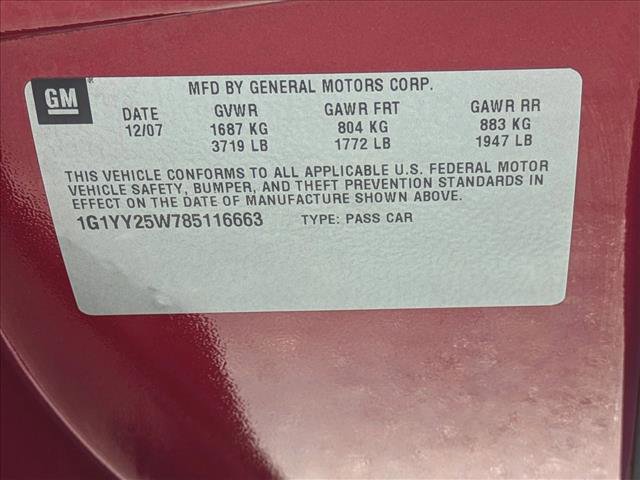 GM
MFD BY GENERAL MOTORS CORP.
DATE GVWR GAWR FRT GAWR RR
12/07 1687 KG 804 KG 883 KG
3719 LB 1772 LB 1947 LB
THIS VEHICLE CONFORMS TO ALL APPLICABLE U.S. FEDERAL MOTOR
VEHICLE SAFETY, BUMPER, AND THEFT PREVENTION STANDARDS IN
EFFECT ON THE DATE OF MANUFACTURE SHOWN ABOVE.
1G1YY25W785116663 TYPE: PASS CAR